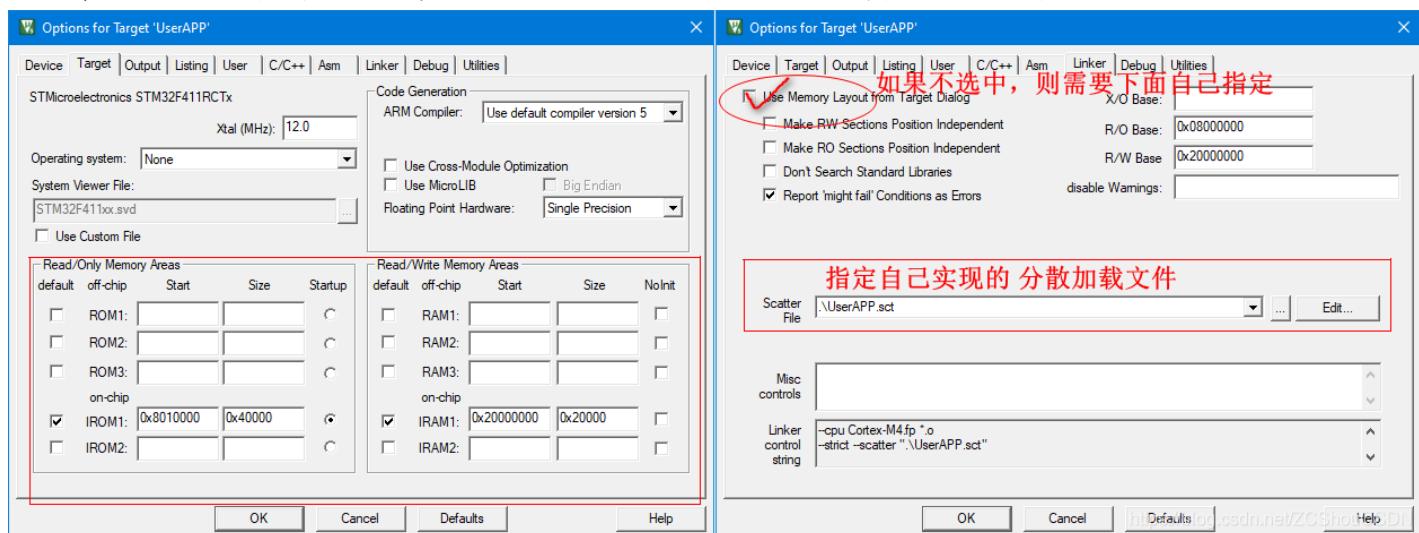 Options for Target 'UserAPP'
Device Target Output Listing User C/C++ Asm Linker Debug Utilities
STMicroelectronics STM32F411RCTx
Xtal (MHz): 12.0
Operating system: None
System Viewer File:
STM32F411xx.svd
...
Use Custom File
Code Generation
ARM Compiler: Use default compiler version 5
Use Cross-Module Optimization
Use MicroLIB Big Endian
Floating Point Hardware: Single Precision
Read/Only Memory Areas
default off-chip Start Size Startup
ROM1:
ROM2:
ROM3:
on-chip
IROM1: 0x8010000 0x40000
IROM2:
Read/Write Memory Areas
default off-chip Start Size NoInit
RAM1:
RAM2:
RAM3:
on-chip
IRAM1: 0x20000000 0x20000
IRAM2:
OK Cancel Defaults Help
Options for Target 'UserAPP'
Device Target Output Listing User C/C++ Asm Linker Debug Utilities
如果不选中，则需要下面自己指定
Use Memory Layout from Target Dialog
Make RW Sections Position Independent
Make RO Sections Position Independent
Don't Search Standard Libraries
Report 'might fail' Conditions as Errors
X/O Base:
R/O Base: 0x08000000
R/W Base 0x20000000
disable Warnings:
指定自己实现的 分散加载文件
Scatter
File
.\UserAPP.sct
... Edit...
Misc
controls
Linker
control
string
--cpu Cortex-M4.fp *.o
--strict --scatter ".\UserAPP.sct"
OK Cancel Defaults Help